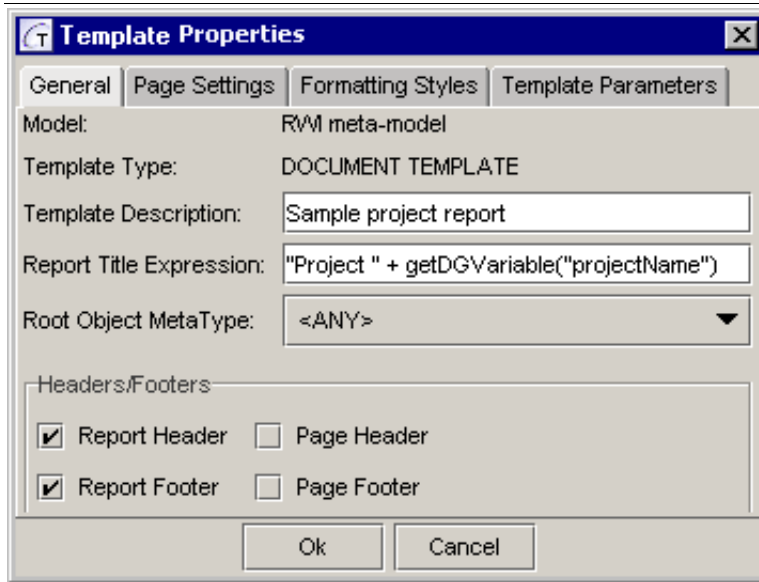 Template Properties
General Page Settings Formatting Styles Template Parameters
Model: RWI meta-model
Template Type: DOCUMENT TEMPLATE
Template Description: Sample project report
Report Title Expression: "Project " + getDGVariable("projectName")
Root Object MetaType: <ANY>
Headers/Footers
Report Header Page Header
Report Footer Page Footer
Ok Cancel